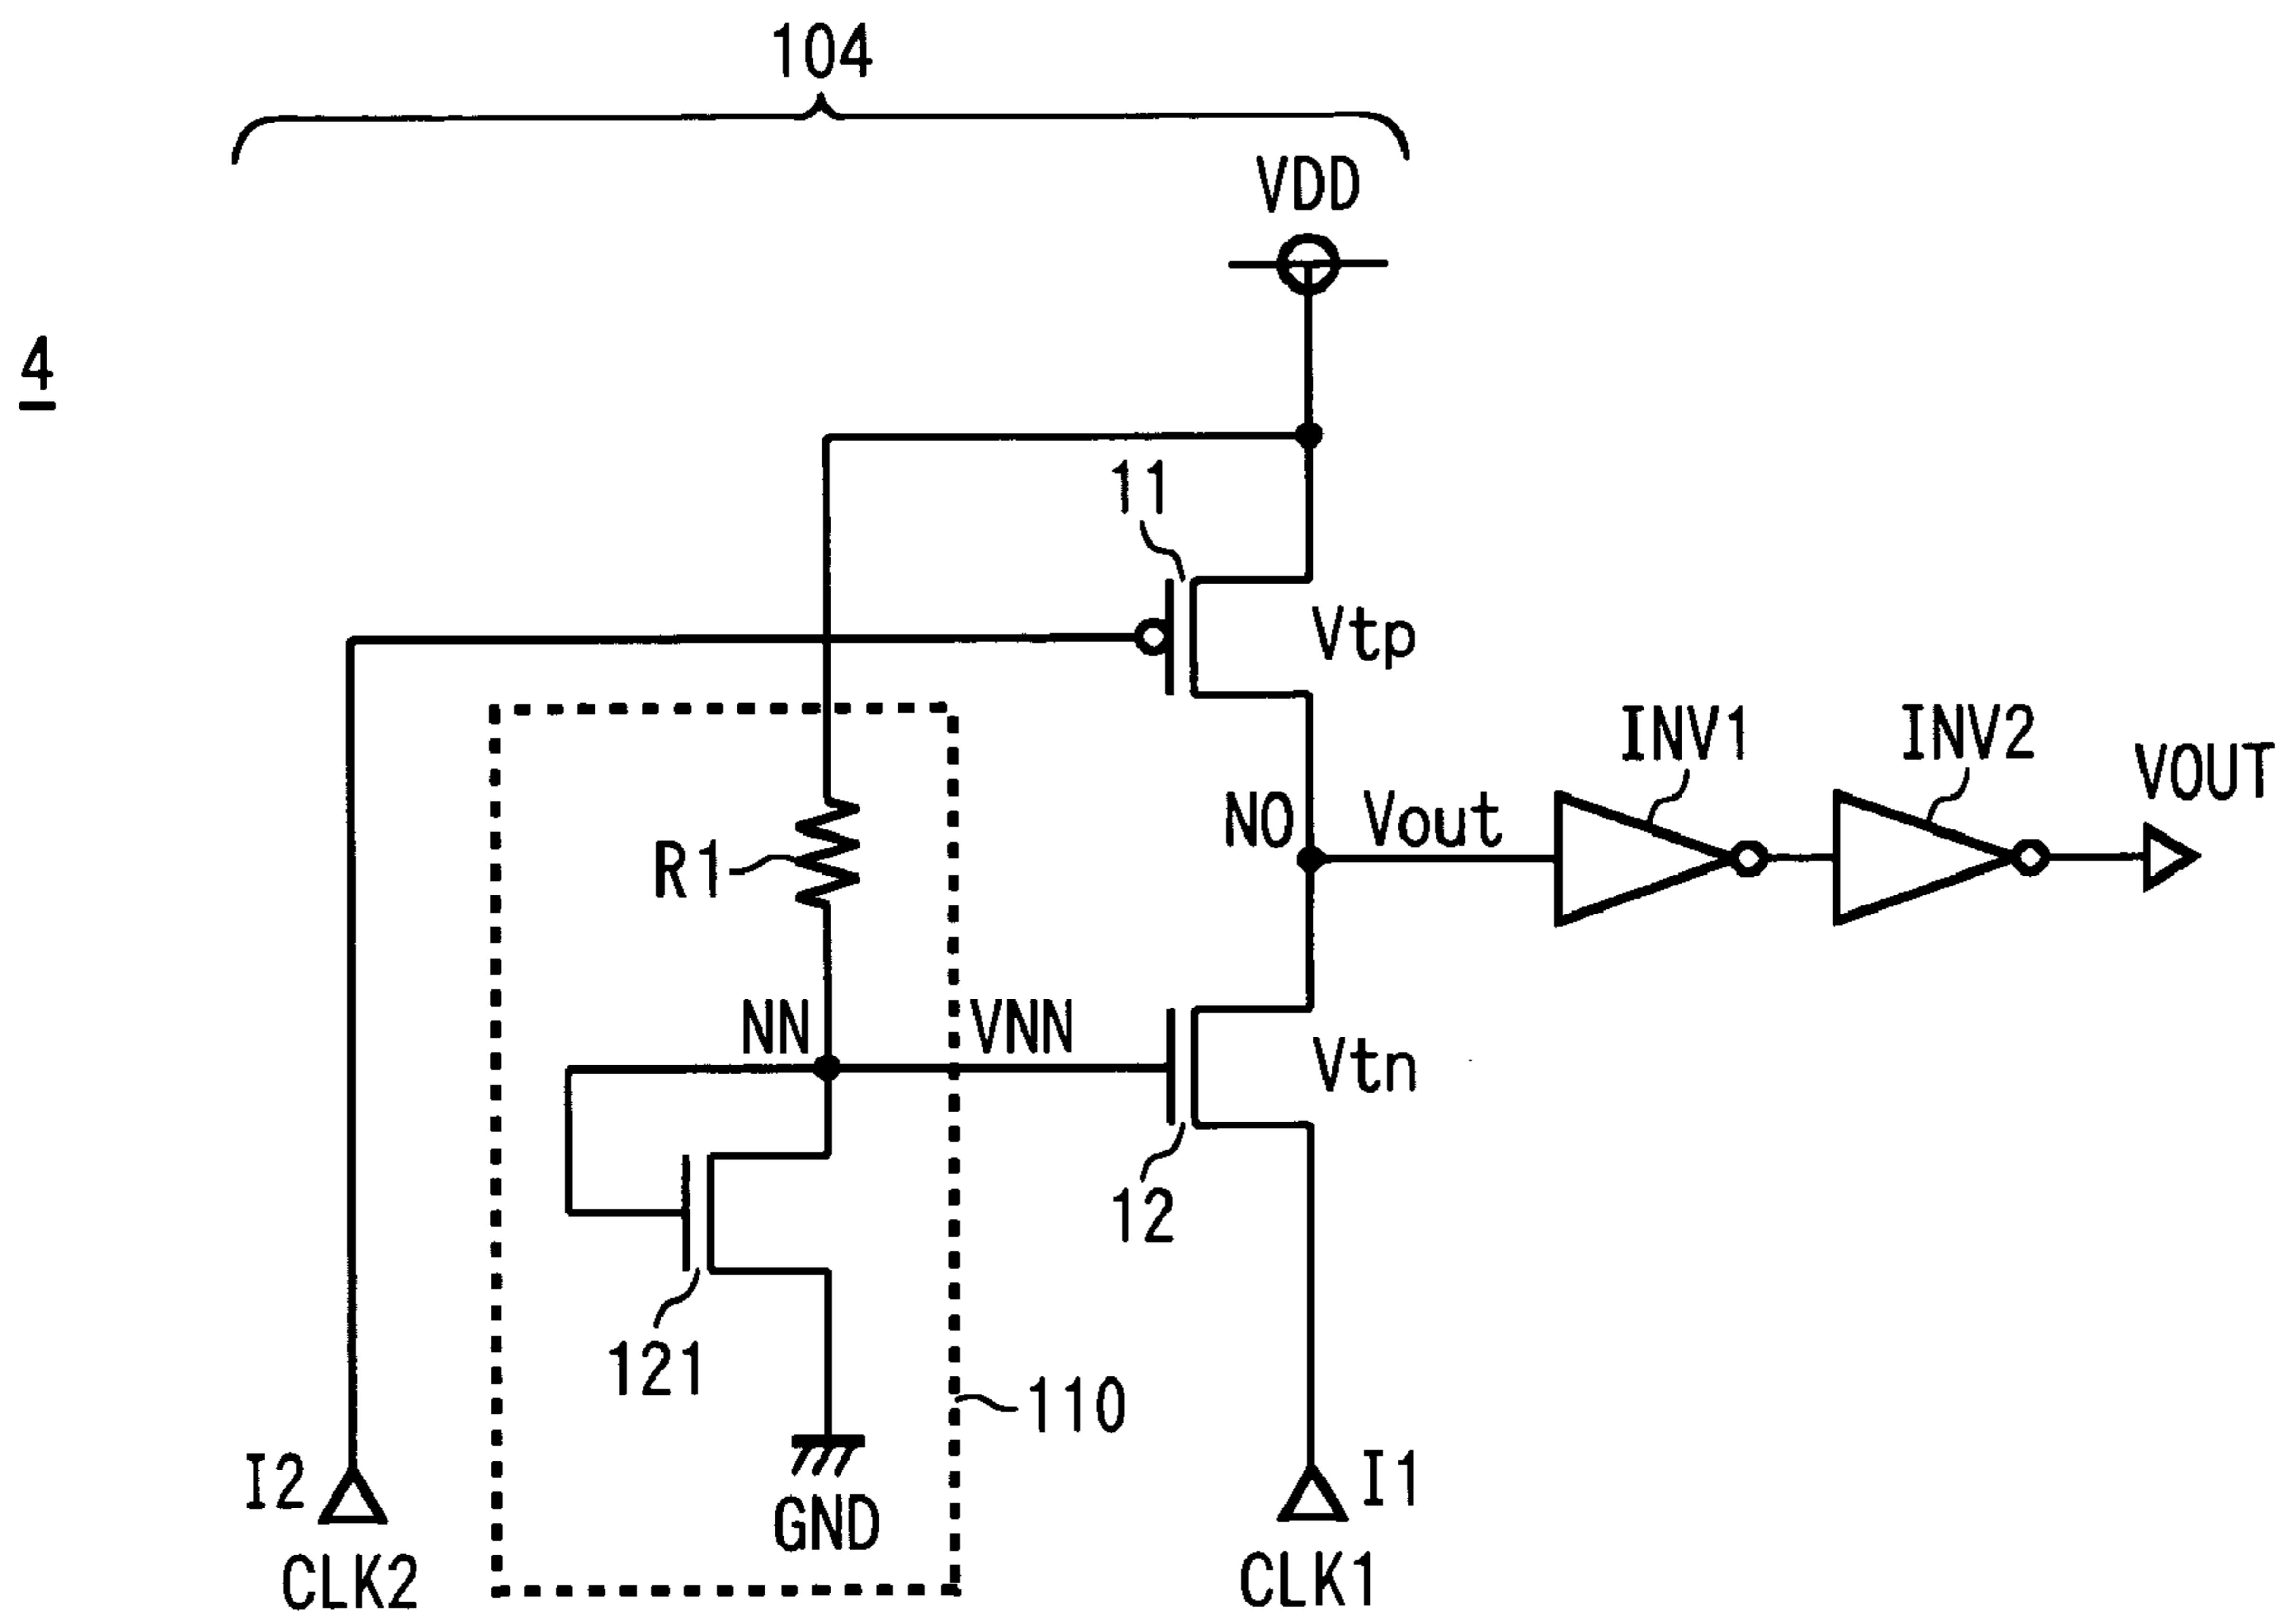 104
VDD
4
11
Vtp
INV1
INV2
VOUT
NO
Vout
R1
NN
VNN
Vtn
12
121
110
I2
I1
GND
CLK2
CLK1